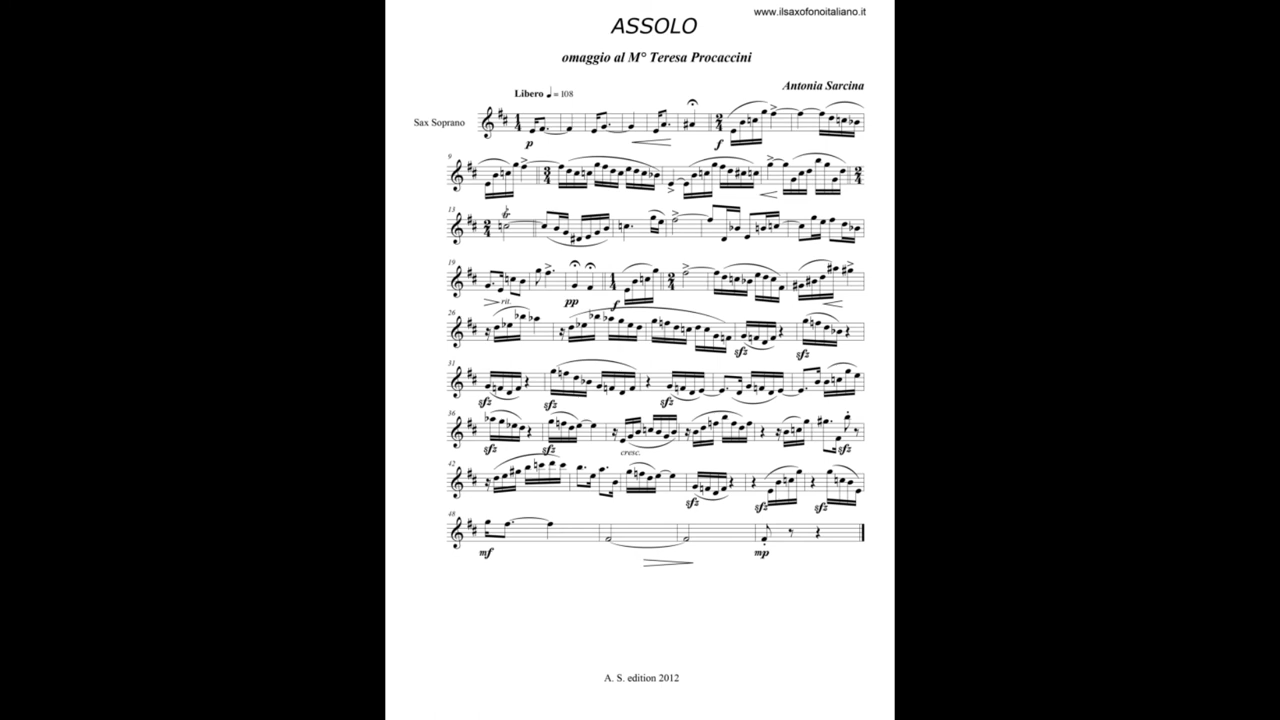 www.ilsaxofonoitaliano.it
ASSOLO
omaggio al M° Teresa Procaccini
Antonia Sarcina
Libero ♩ = 108
Sax Soprano
p
f
9
13
19
rit.
pp
f
26
sfz
sfz
31
sfz
sfz
sfz
36
sfz
sfz
cresc.
sfz
42
sfz
sfz
sfz
48
mf
mp
A. S. edition 2012